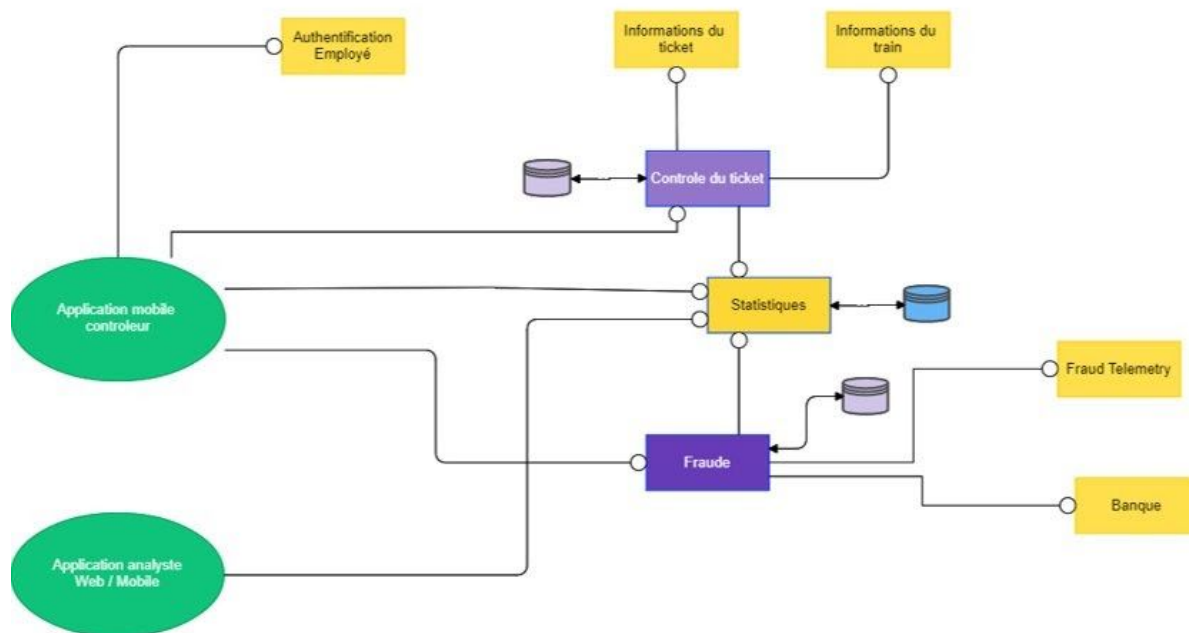 Authentification
Employé
Informations du
ticket
Informations du
train
Controle du ticket
Application mobile
controleur
Statistiques
Fraud Telemetry
Fraude
Banque
Application analyste
Web / Mobile